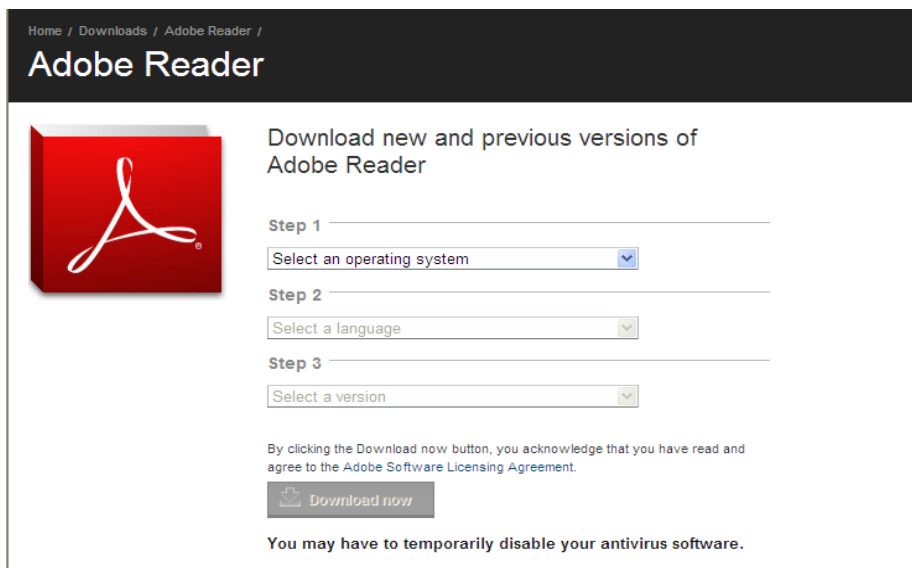 Home / Downloads / Adobe Reader /
Adobe Reader
Download new and previous versions of
Adobe Reader
Step 1
Select an operating system
Step 2
Select a language
Step 3
Select a version
By clicking the Download now button, you acknowledge that you have read and
agree to the Adobe Software Licensing Agreement.
Download now
You may have to temporarily disable your antivirus software.